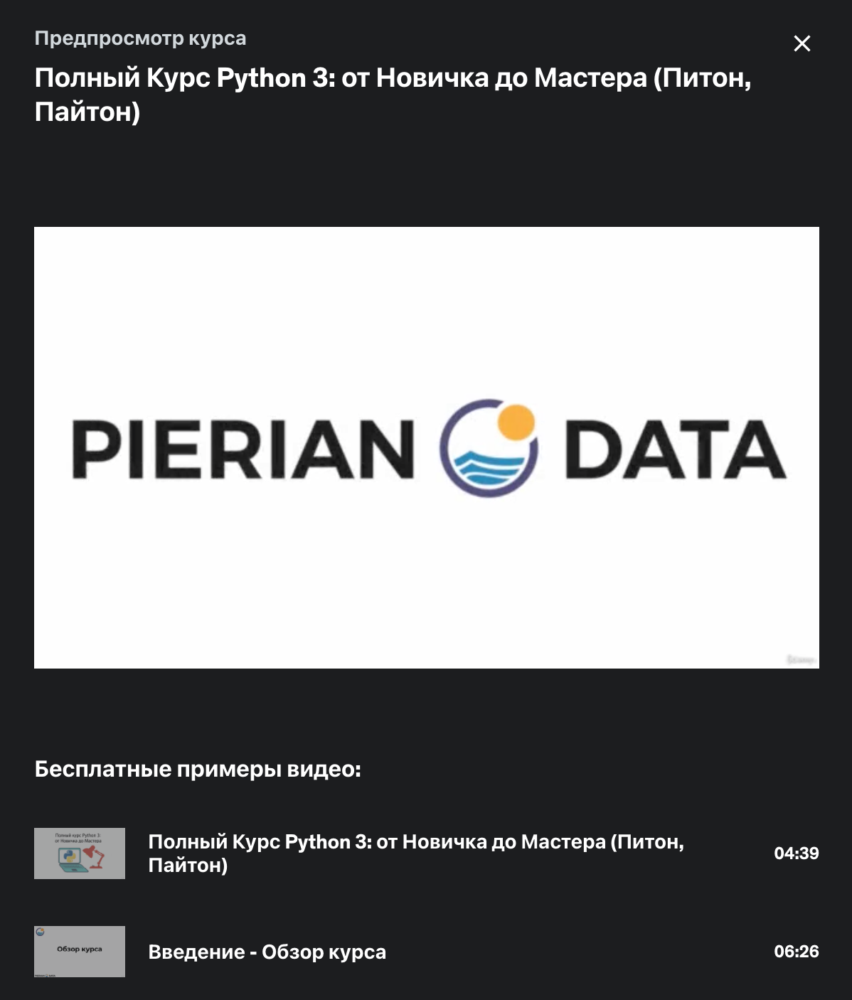 Предпросмотр курса
Полный Курс Python 3: от Новичка до Мастера (Питон,
Пайтон)
PIERIAN DATA
Бесплатные примеры видео:
Полный курс Python 3:
от Новичка до Мастера
Полный Курс Python 3: от Новичка до Мастера (Питон,
Пайтон)
04:39
Обзор курса
PIERIAN DATA
Введение - Обзор курса
06:26